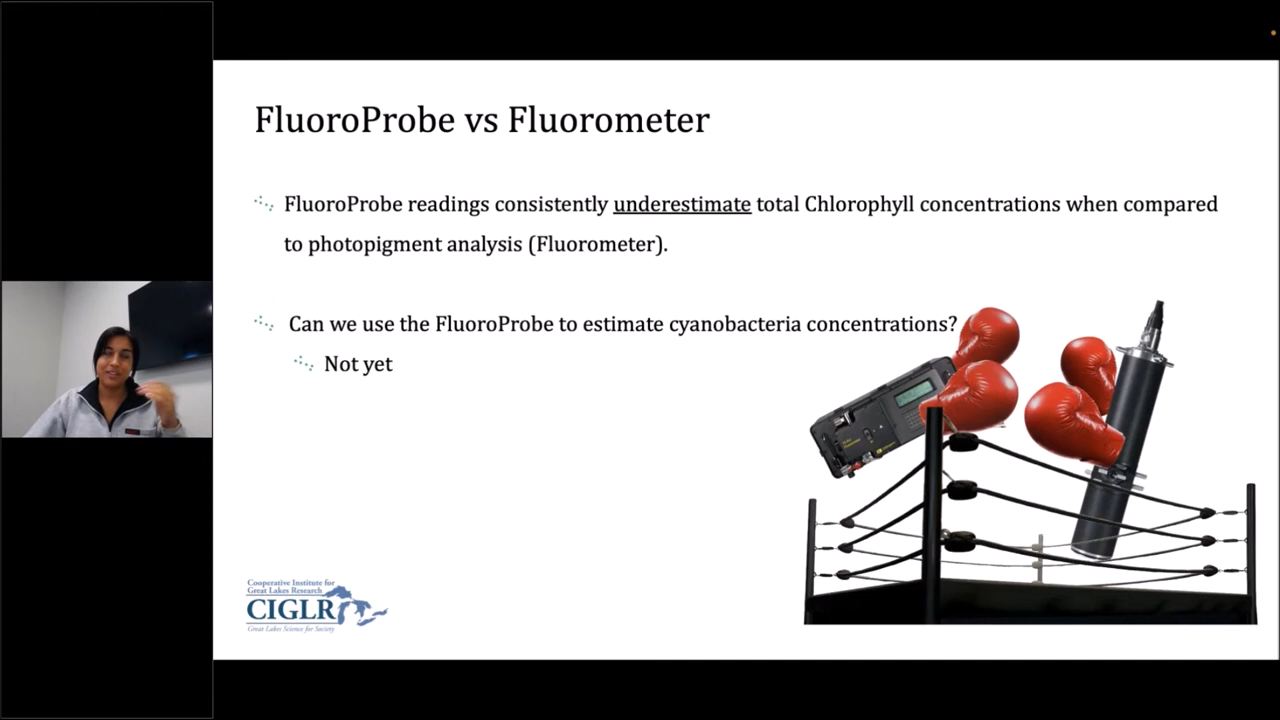 FluoroProbe vs Fluorometer
FluoroProbe readings consistently underestimate total Chlorophyll concentrations when compared
to photopigment analysis (Fluorometer).
Can we use the FluoroProbe to estimate cyanobacteria concentrations?
Not yet
Cooperative Institute for
Great Lakes Research
CIGLR
Great Lakes Science for Society